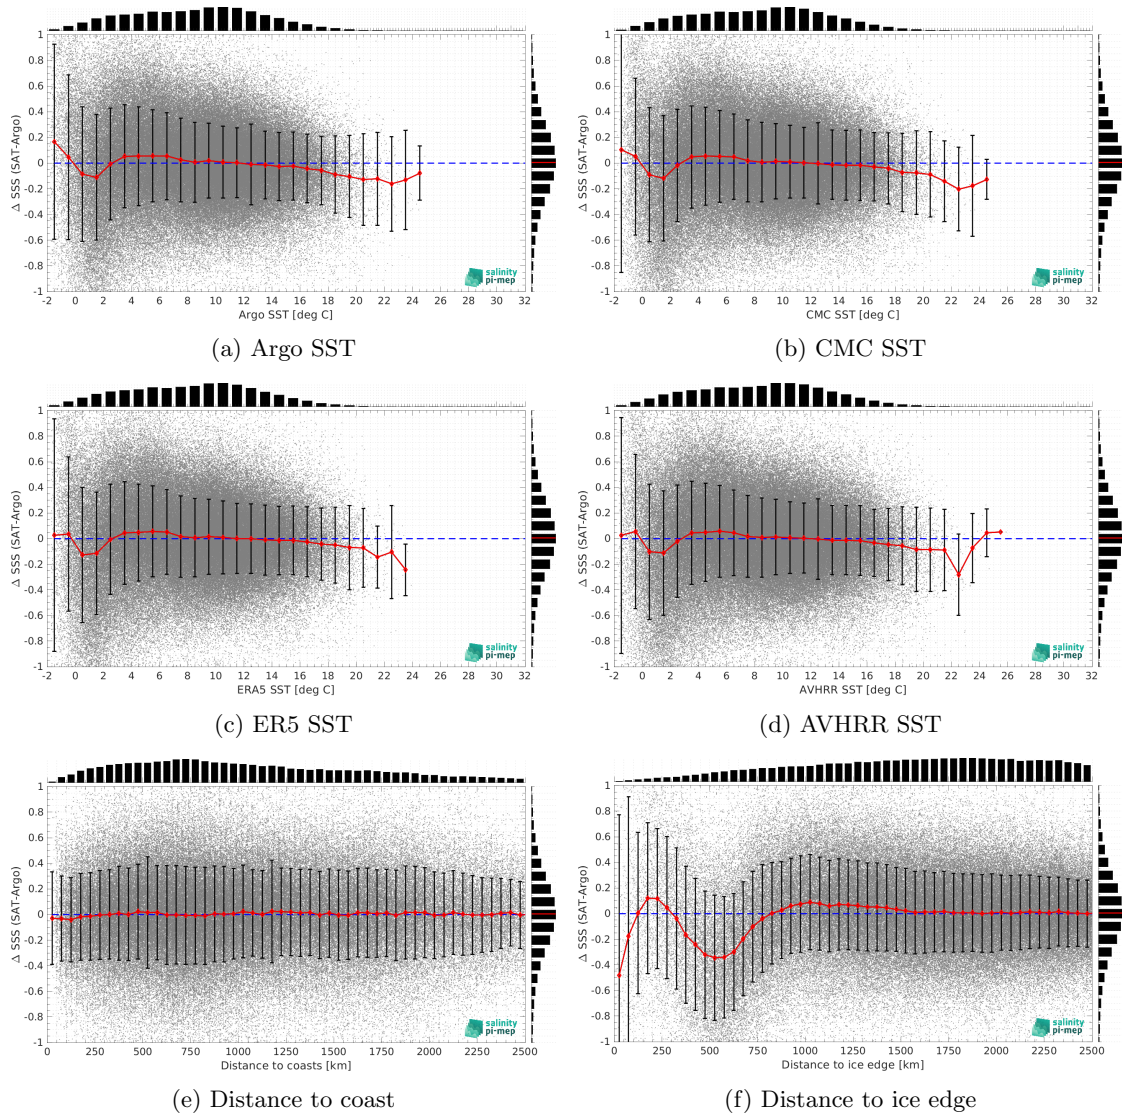 Δ SSS (SAT-Argo)
1
0.8
0.6
0.4
0.2
0
-0.2
-0.4
-0.6
-0.8
-1
salinity
pi-mep
-2 0 2 4 6 8 10 12 14 16 18 20 22 24 26 28 30 32
Argo SST [deg C]
(a) Argo SST
Δ SSS (SAT-Argo)
1
0.8
0.6
0.4
0.2
0
-0.2
-0.4
-0.6
-0.8
-1
salinity
pi-mep
-2 0 2 4 6 8 10 12 14 16 18 20 22 24 26 28 30 32
CMC SST [deg C]
(b) CMC SST
Δ SSS (SAT-Argo)
1
0.8
0.6
0.4
0.2
0
-0.2
-0.4
-0.6
-0.8
-1
salinity
pi-mep
-2 0 2 4 6 8 10 12 14 16 18 20 22 24 26 28 30 32
ERA5 SST [deg C]
(c) ER5 SST
Δ SSS (SAT-Argo)
1
0.8
0.6
0.4
0.2
0
-0.2
-0.4
-0.6
-0.8
-1
salinity
pi-mep
-2 0 2 4 6 8 10 12 14 16 18 20 22 24 26 28 30 32
AVHRR SST [deg C]
(d) AVHRR SST
Δ SSS (SAT-Argo)
1
0.8
0.6
0.4
0.2
0
-0.2
-0.4
-0.6
-0.8
-1
salinity
pi-mep
0 250 500 750 1000 1250 1500 1750 2000 2250 2500
Distance to coasts [km]
(e) Distance to coast
Δ SSS (SAT-Argo)
1
0.8
0.6
0.4
0.2
0
-0.2
-0.4
-0.6
-0.8
-1
salinity
pi-mep
0 250 500 750 1000 1250 1500 1750 2000 2250 2500
Distance to ice edge [km]
(f) Distance to ice edge